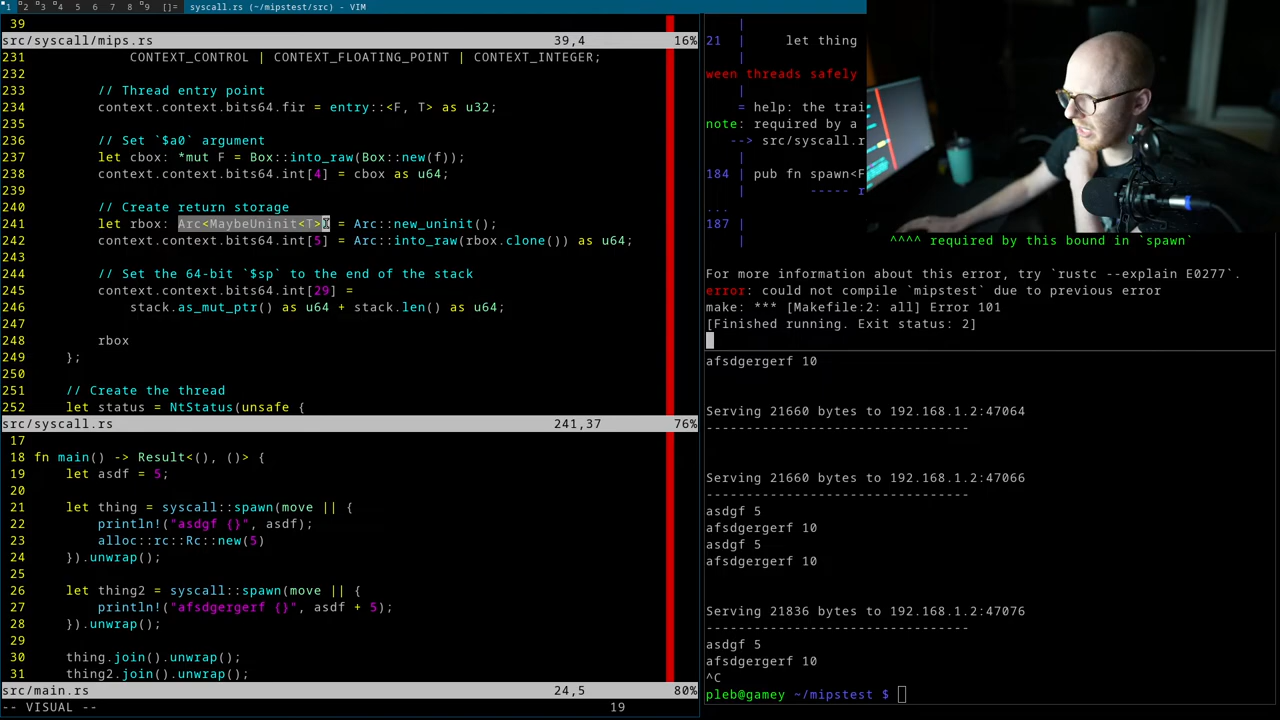 1 2 3 4 5 6 7 8 9 []= syscall.rs (~/mipstest/src) - VIM
39
src/syscall/mips.rs 39,4 16%
231 CONTEXT_CONTROL | CONTEXT_FLOATING_POINT | CONTEXT_INTEGER;
232
233 // Thread entry point
234 context.context.bits64.fir = entry::<F, T> as u32;
235
236 // Set `$a0` argument
237 let cbox: *mut F = Box::into_raw(Box::new(f));
238 context.context.bits64.int[4] = cbox as u64;
239
240 // Create return storage
241 let rbox: Arc<MaybeUninit<T>> = Arc::new_uninit();
242 context.context.bits64.int[5] = Arc::into_raw(rbox.clone()) as u64;
243
244 // Set the 64-bit `$sp` to the end of the stack
245 context.context.bits64.int[29] =
246 stack.as_mut_ptr() as u64 + stack.len() as u64;
247
248 rbox
249 };
250
251 // Create the thread
252 let status = NtStatus(unsafe {
src/syscall.rs 241,37 76%
17
18 fn main() -> Result<(), ()> {
19 let asdf = 5;
20
21 let thing = syscall::spawn(move || {
22 println!("asdgf {}", asdf);
23 alloc::rc::Rc::new(5)
24 }).unwrap();
25
26 let thing2 = syscall::spawn(move || {
27 println!("afsdgergerf {}", asdf + 5);
28 }).unwrap();
29
30 thing.join().unwrap();
31 thing2.join().unwrap();
src/main.rs 24,5 80%
-- VISUAL -- 19
|
21 | let thing
|
ween threads safely
|
= help: the trai
note: required by a
--> src/syscall.r
|
184 | pub fn spawn<F
| ----- r
...
187 |
| ^^^^ required by this bound in `spawn`
For more information about this error, try `rustc --explain E0277`.
error: could not compile `mipstest` due to previous error
make: *** [Makefile:2: all] Error 101
[Finished running. Exit status: 2]
afsdgergerf 10
Serving 21660 bytes to 192.168.1.2:47064
---------------------------------
Serving 21660 bytes to 192.168.1.2:47066
---------------------------------
asdgf 5
afsdgergerf 10
asdgf 5
afsdgergerf 10
Serving 21836 bytes to 192.168.1.2:47076
---------------------------------
asdgf 5
afsdgergerf 10
^C
pleb@gamey ~/mipstest $